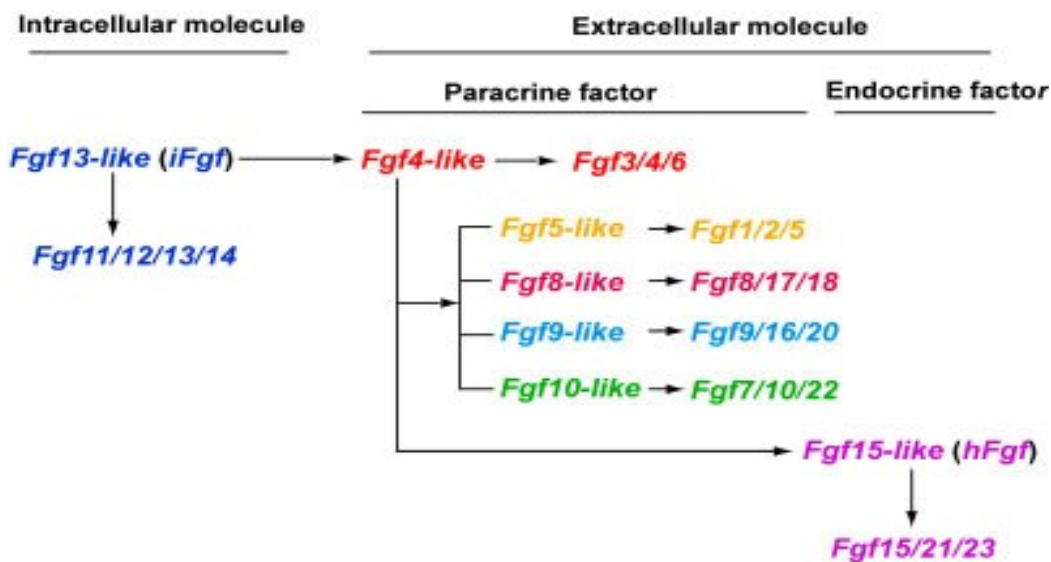 Intracellular molecule
Extracellular molecule
Paracrine factor
Endocrine factor
Fgf13-like (iFgf)
Fgf4-like
Fgf3/4/6
Fgf11/12/13/14
Fgf5-like
Fgf1/2/5
Fgf8-like
Fgf8/17/18
Fgf9-like
Fgf9/16/20
Fgf10-like
Fgf7/10/22
Fgf15-like (hFgf)
Fgf15/21/23